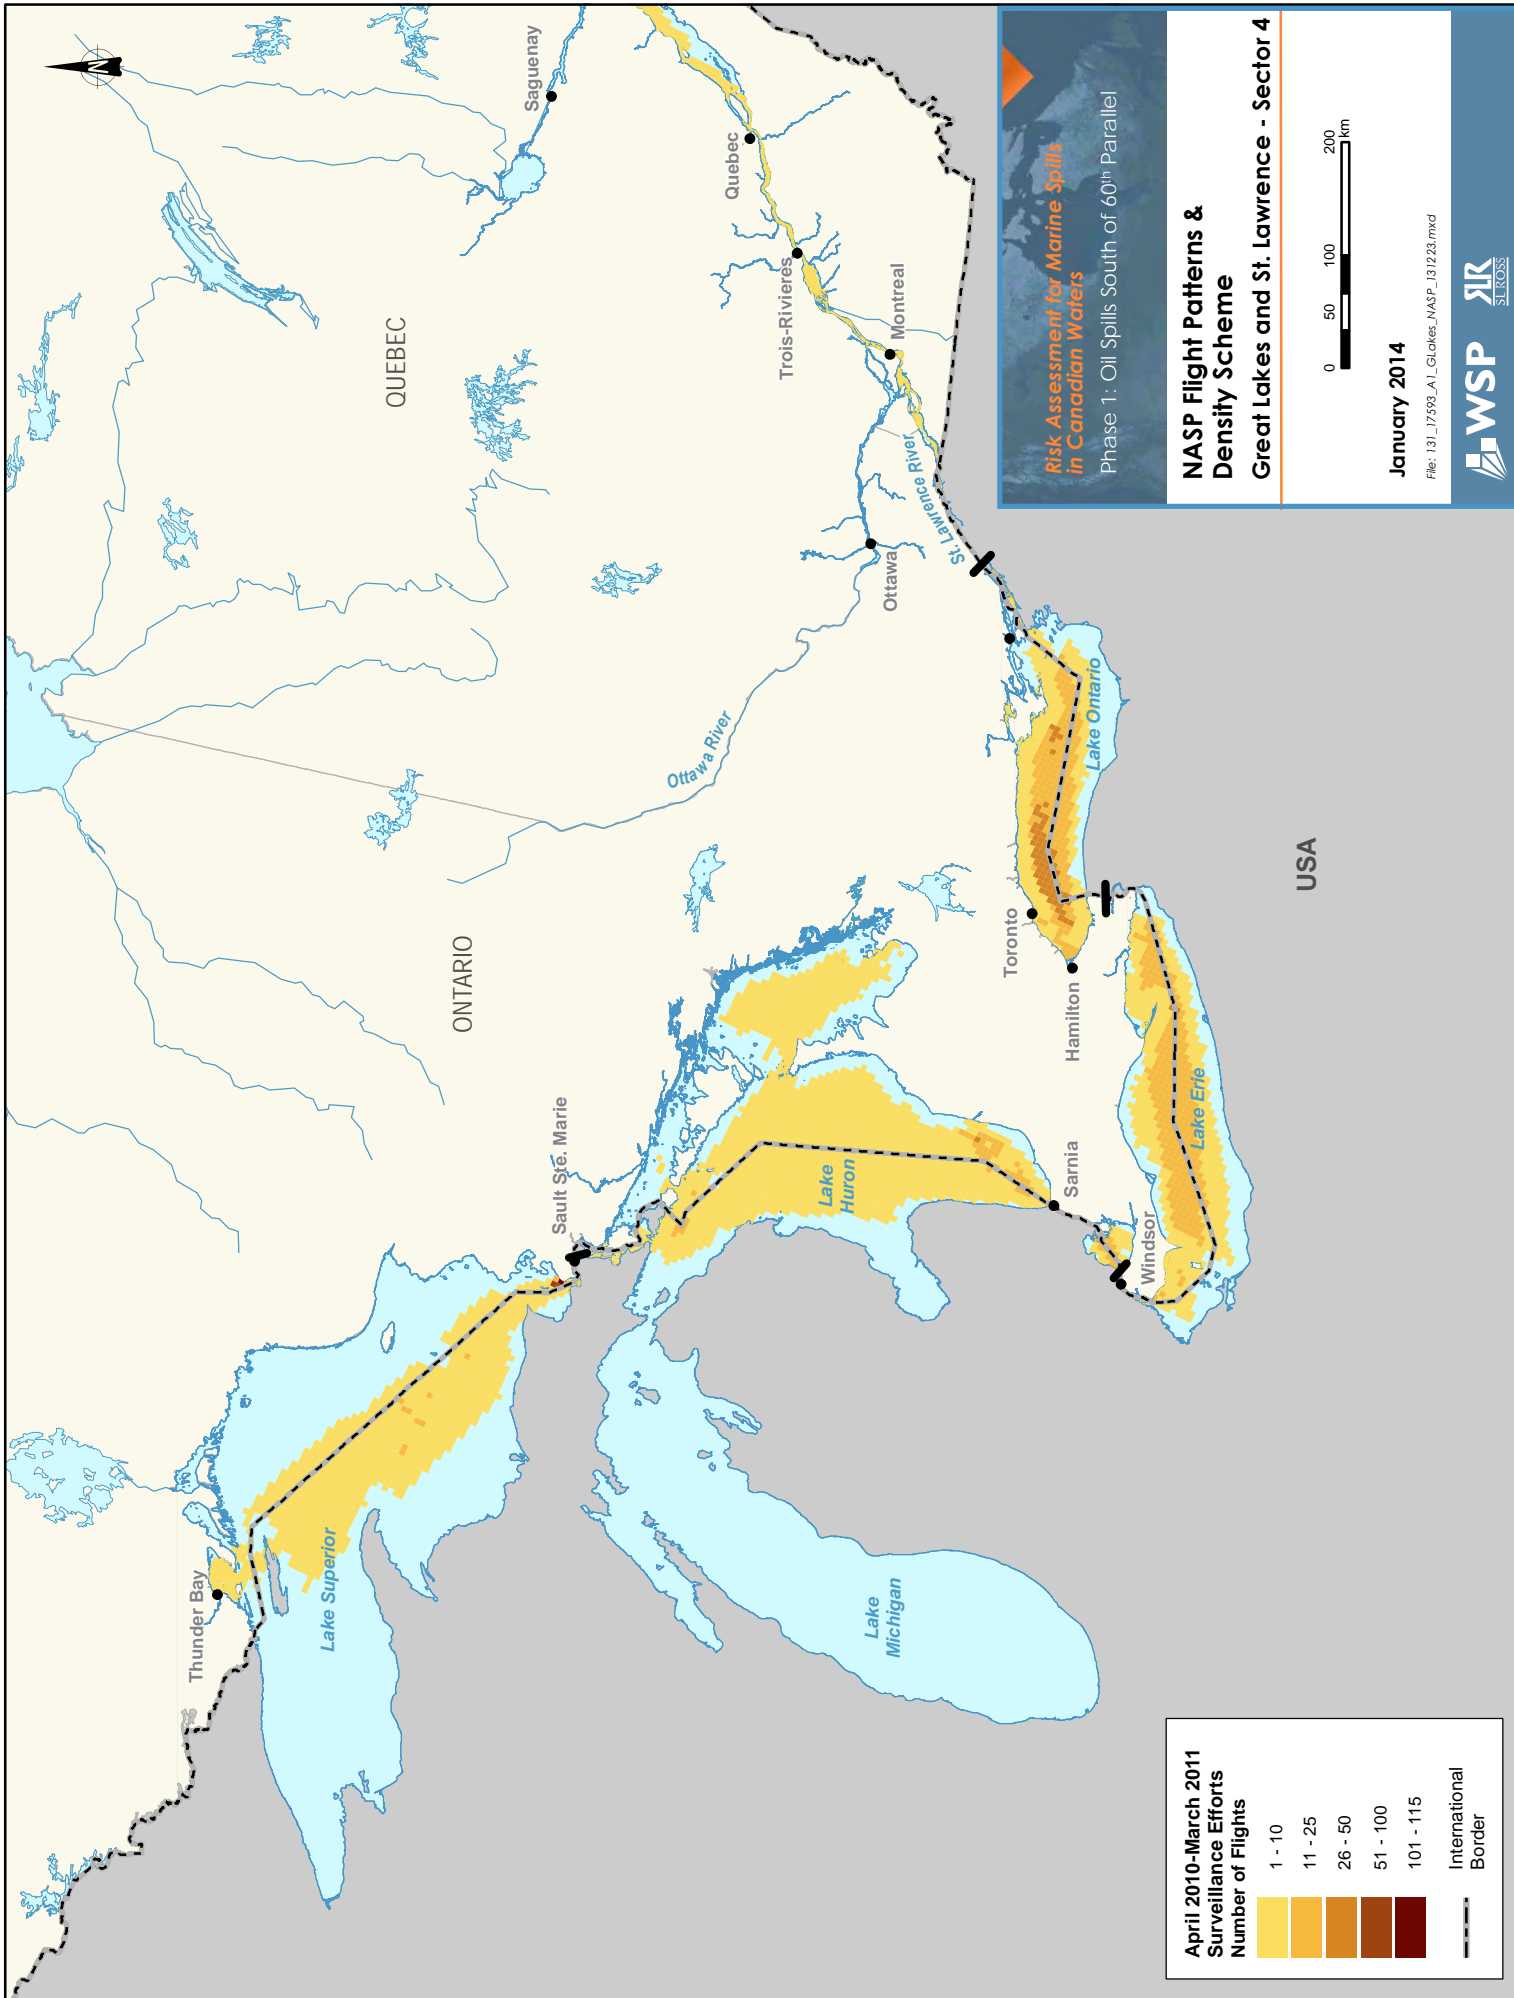 QUEBEC
ONTARIO
USA
Saguenay
Quebec
Trois-Rivieres
Montreal
Ottawa
St. Lawrence River
Ottawa River
Toronto
Hamilton
Sault Ste. Marie
Sarnia
Windsor
Thunder Bay
Lake Ontario
Lake Erie
Lake
Huron
Lake Superior
Lake
Michigan
N
April 2010-March 2011
Surveillance Efforts
Number of Flights
1 - 10
11 - 25
26 - 50
51 - 100
101 - 115
International
Border
Risk Assessment for Marine Spills
in Canadian Waters
Phase 1: Oil Spills South of 60th Parallel
NASP Flight Patterns &
Density Scheme
Great Lakes and St. Lawrence - Sector 4
0 50 100 200
km
January 2014
File: 131_17593_A1_GLakes_NASP_131223.mxd
WSP
SLR
SL ROSS